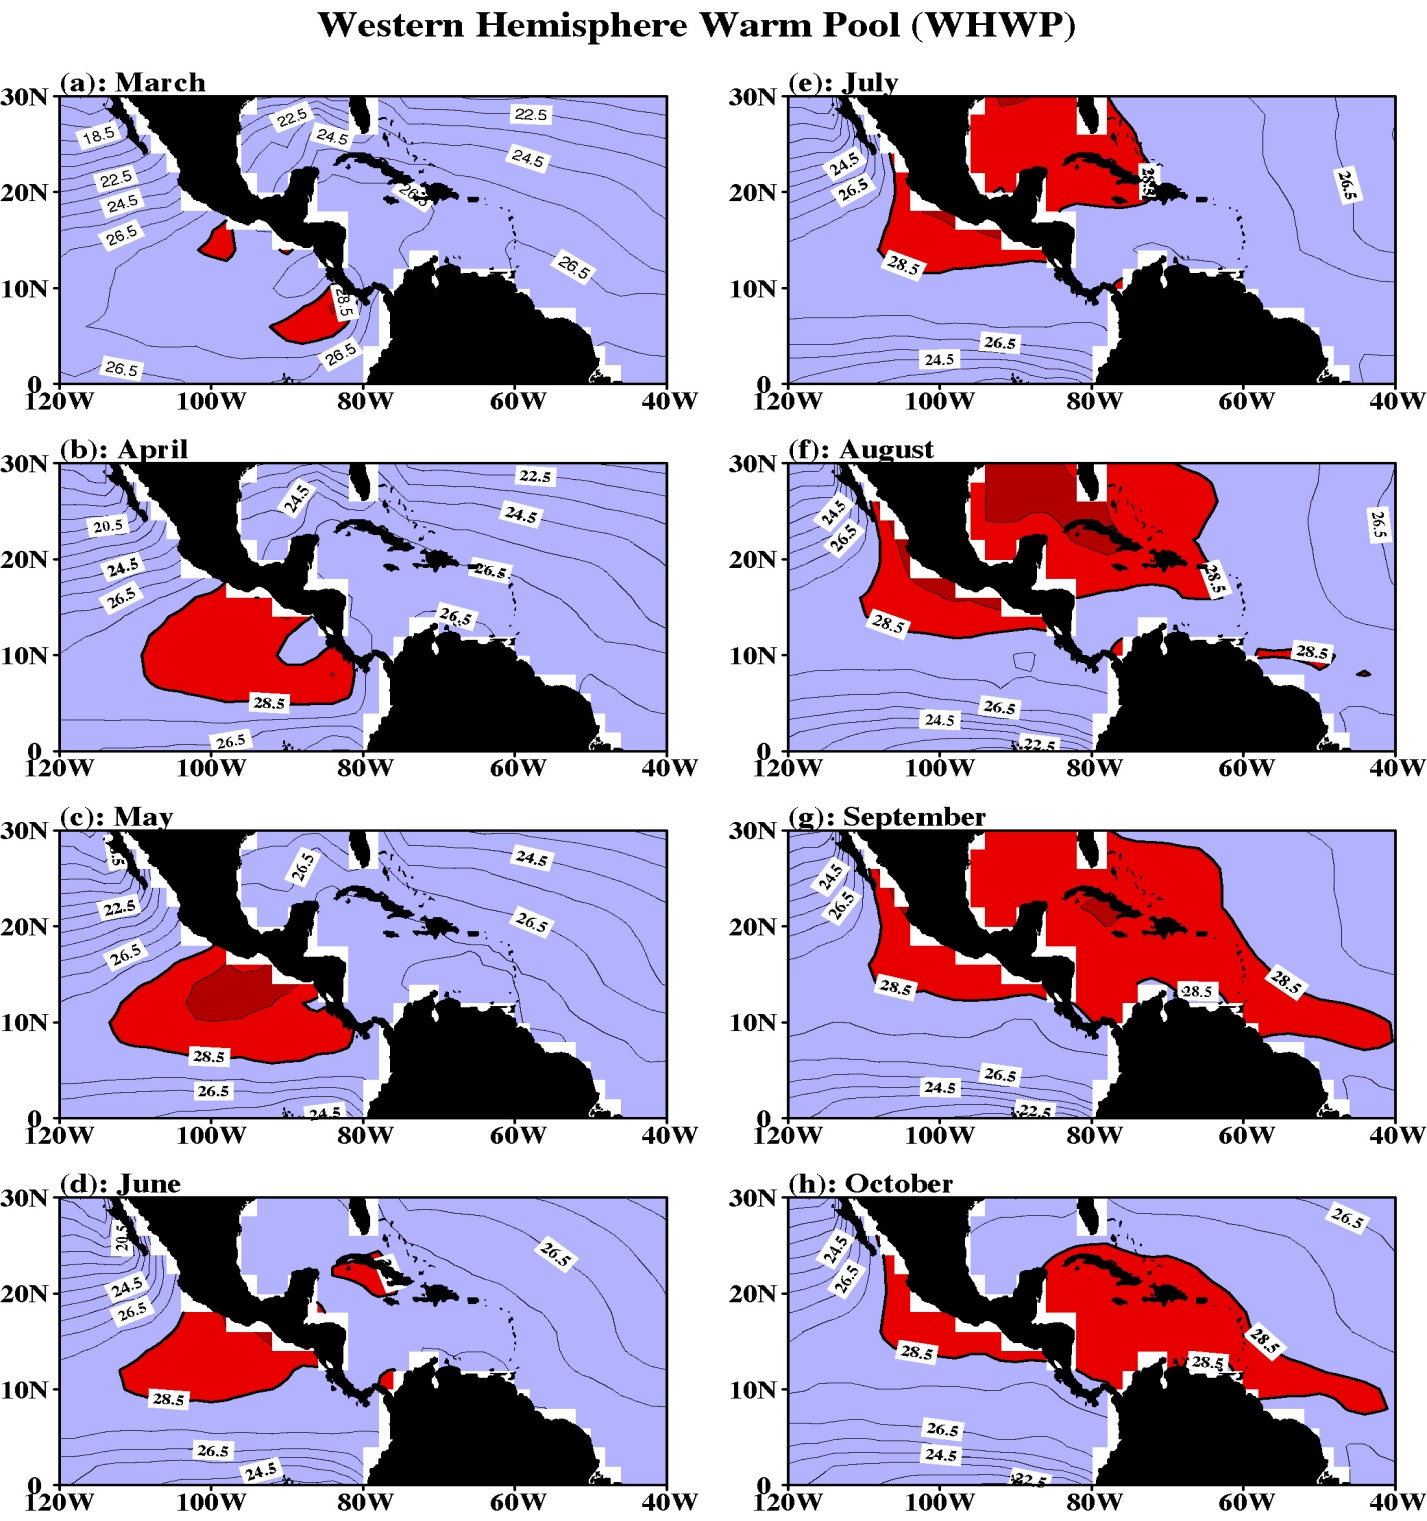 Western Hemisphere Warm Pool (WHWP)
(a): March
30N
20N
10N
0
120W 100W 80W 60W 40W
18.5
22.5
24.5
26.5
26.5
22.5
24.5
22.5
24.5
26.5
28.5
26.5
(b): April
30N
20N
10N
0
120W 100W 80W 60W 40W
20.5
24.5
26.5
24.5
22.5
24.5
26.5
26.5
28.5
26.5
(c): May
30N
20N
10N
0
120W 100W 80W 60W 40W
22.5
26.5
26.5
24.5
26.5
28.5
26.5
24.5
(d): June
30N
20N
10N
0
120W 100W 80W 60W 40W
20.5
24.5
26.5
26.5
28.5
26.5
24.5
(e): July
30N
20N
10N
0
120W 100W 80W 60W 40W
24.5
26.5
28.5
28.5
26.5
26.5
24.5
(f): August
30N
20N
10N
0
120W 100W 80W 60W 40W
24.5
26.5
28.5
28.5
26.5
28.5
26.5
24.5
22.5
(g): September
30N
20N
10N
0
120W 100W 80W 60W 40W
24.5
26.5
28.5
28.5
28.5
26.5
24.5
22.5
(h): October
30N
20N
10N
0
120W 100W 80W 60W 40W
24.5
26.5
26.5
28.5
28.5
28.5
26.5
24.5
22.5